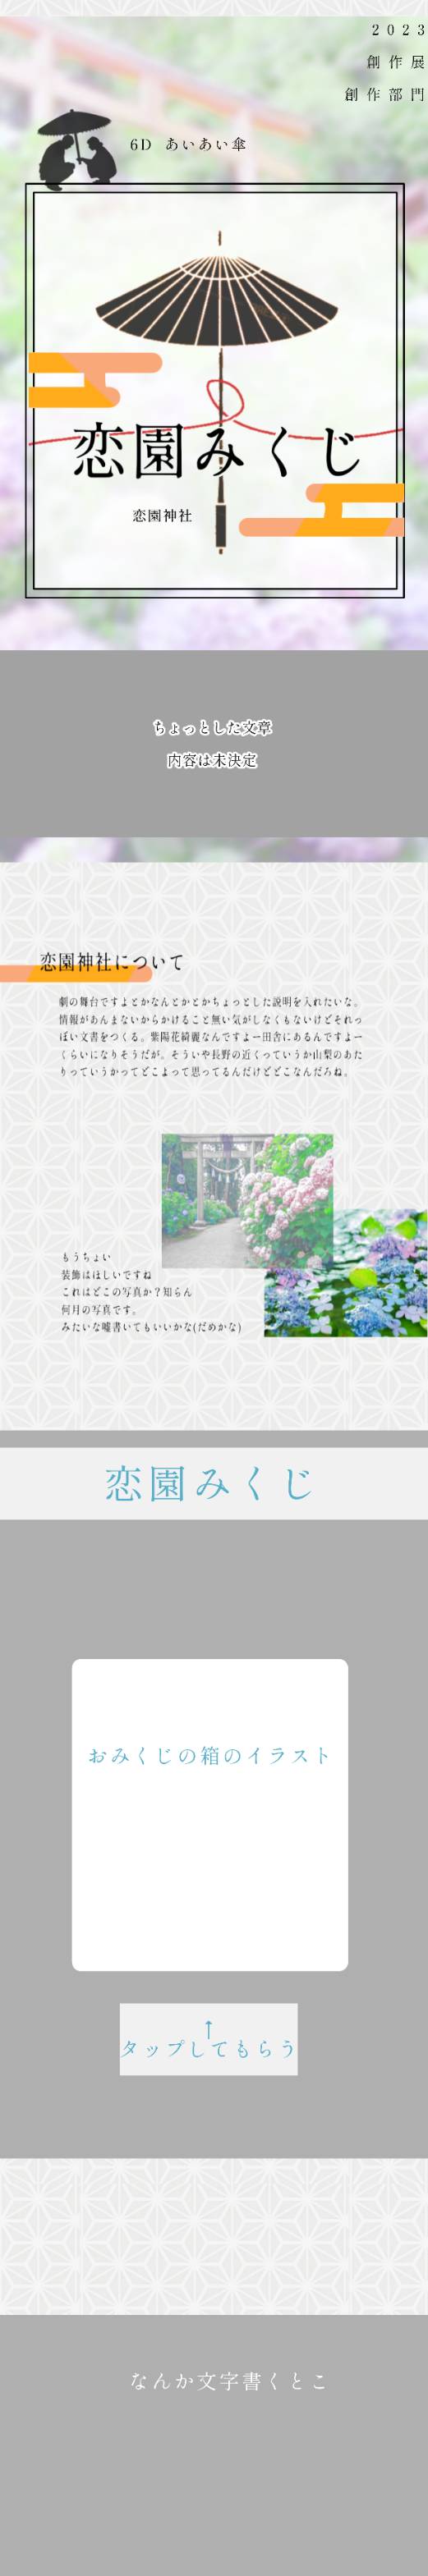 2023
創作展
創作部門
6D あいあい傘
恋園みくじ
恋園神社
ちょっとした文章
内容は未決定
恋園神社について
劇の舞台ですよとかなんとかとかちょっとした説明を入れたいな。
情報があんまないからかけること無い気がしなくもないけどそれっ
ぽい文書をつくる。紫陽花綺麗なんですよー田舎にあるんですよー
くらいになりそうだが。そういや長野の近くっていうか山梨のあた
りっていうかってどこよって思ってるんだけどどこなんだろね。
もうちょい
装飾はほしいですね
これはどこの写真か？知らん
何月の写真です。
みたいな嘘書いてもいいかな(だめかな)
恋園みくじ
おみくじの箱のイラスト
↑
タップしてもらう
なんか文字書くとこ